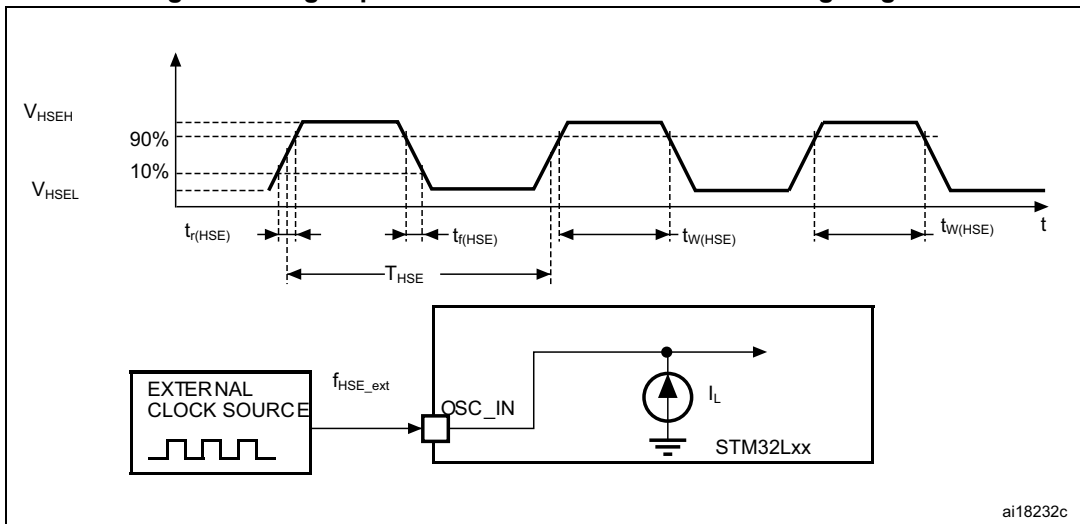 V_HSEH
90%
10%
V_HSEL
t_r(HSE)
t_f(HSE)
t_W(HSE)
t_W(HSE)
t
T_HSE
EXTERNAL
CLOCK SOURCE
f_HSE_ext
OSC_IN
I_L
STM32Lxx
ai18232c